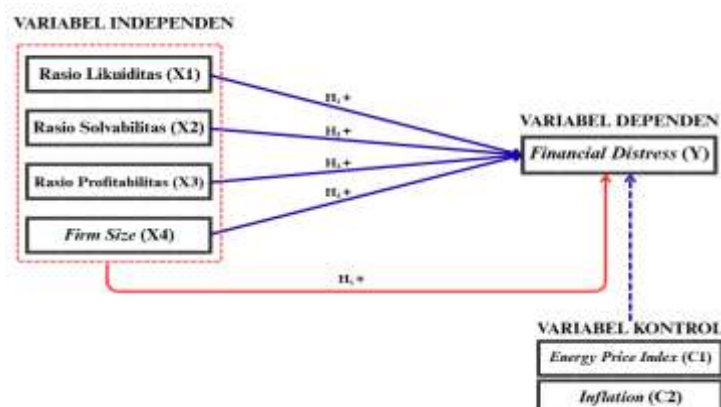 VARIABEL INDEPENDEN
Rasio Likuiditas (X1)
Rasio Solvabilitas (X2)
Rasio Profitabilitas (X3)
Firm Size (X4)
H₁ +
H₂ +
H₃ +
H₄ +
H₅ +
VARIABEL DEPENDEN
Financial Distress (Y)
VARIABEL KONTROL
Energy Price Index (C1)
Inflation (C2)